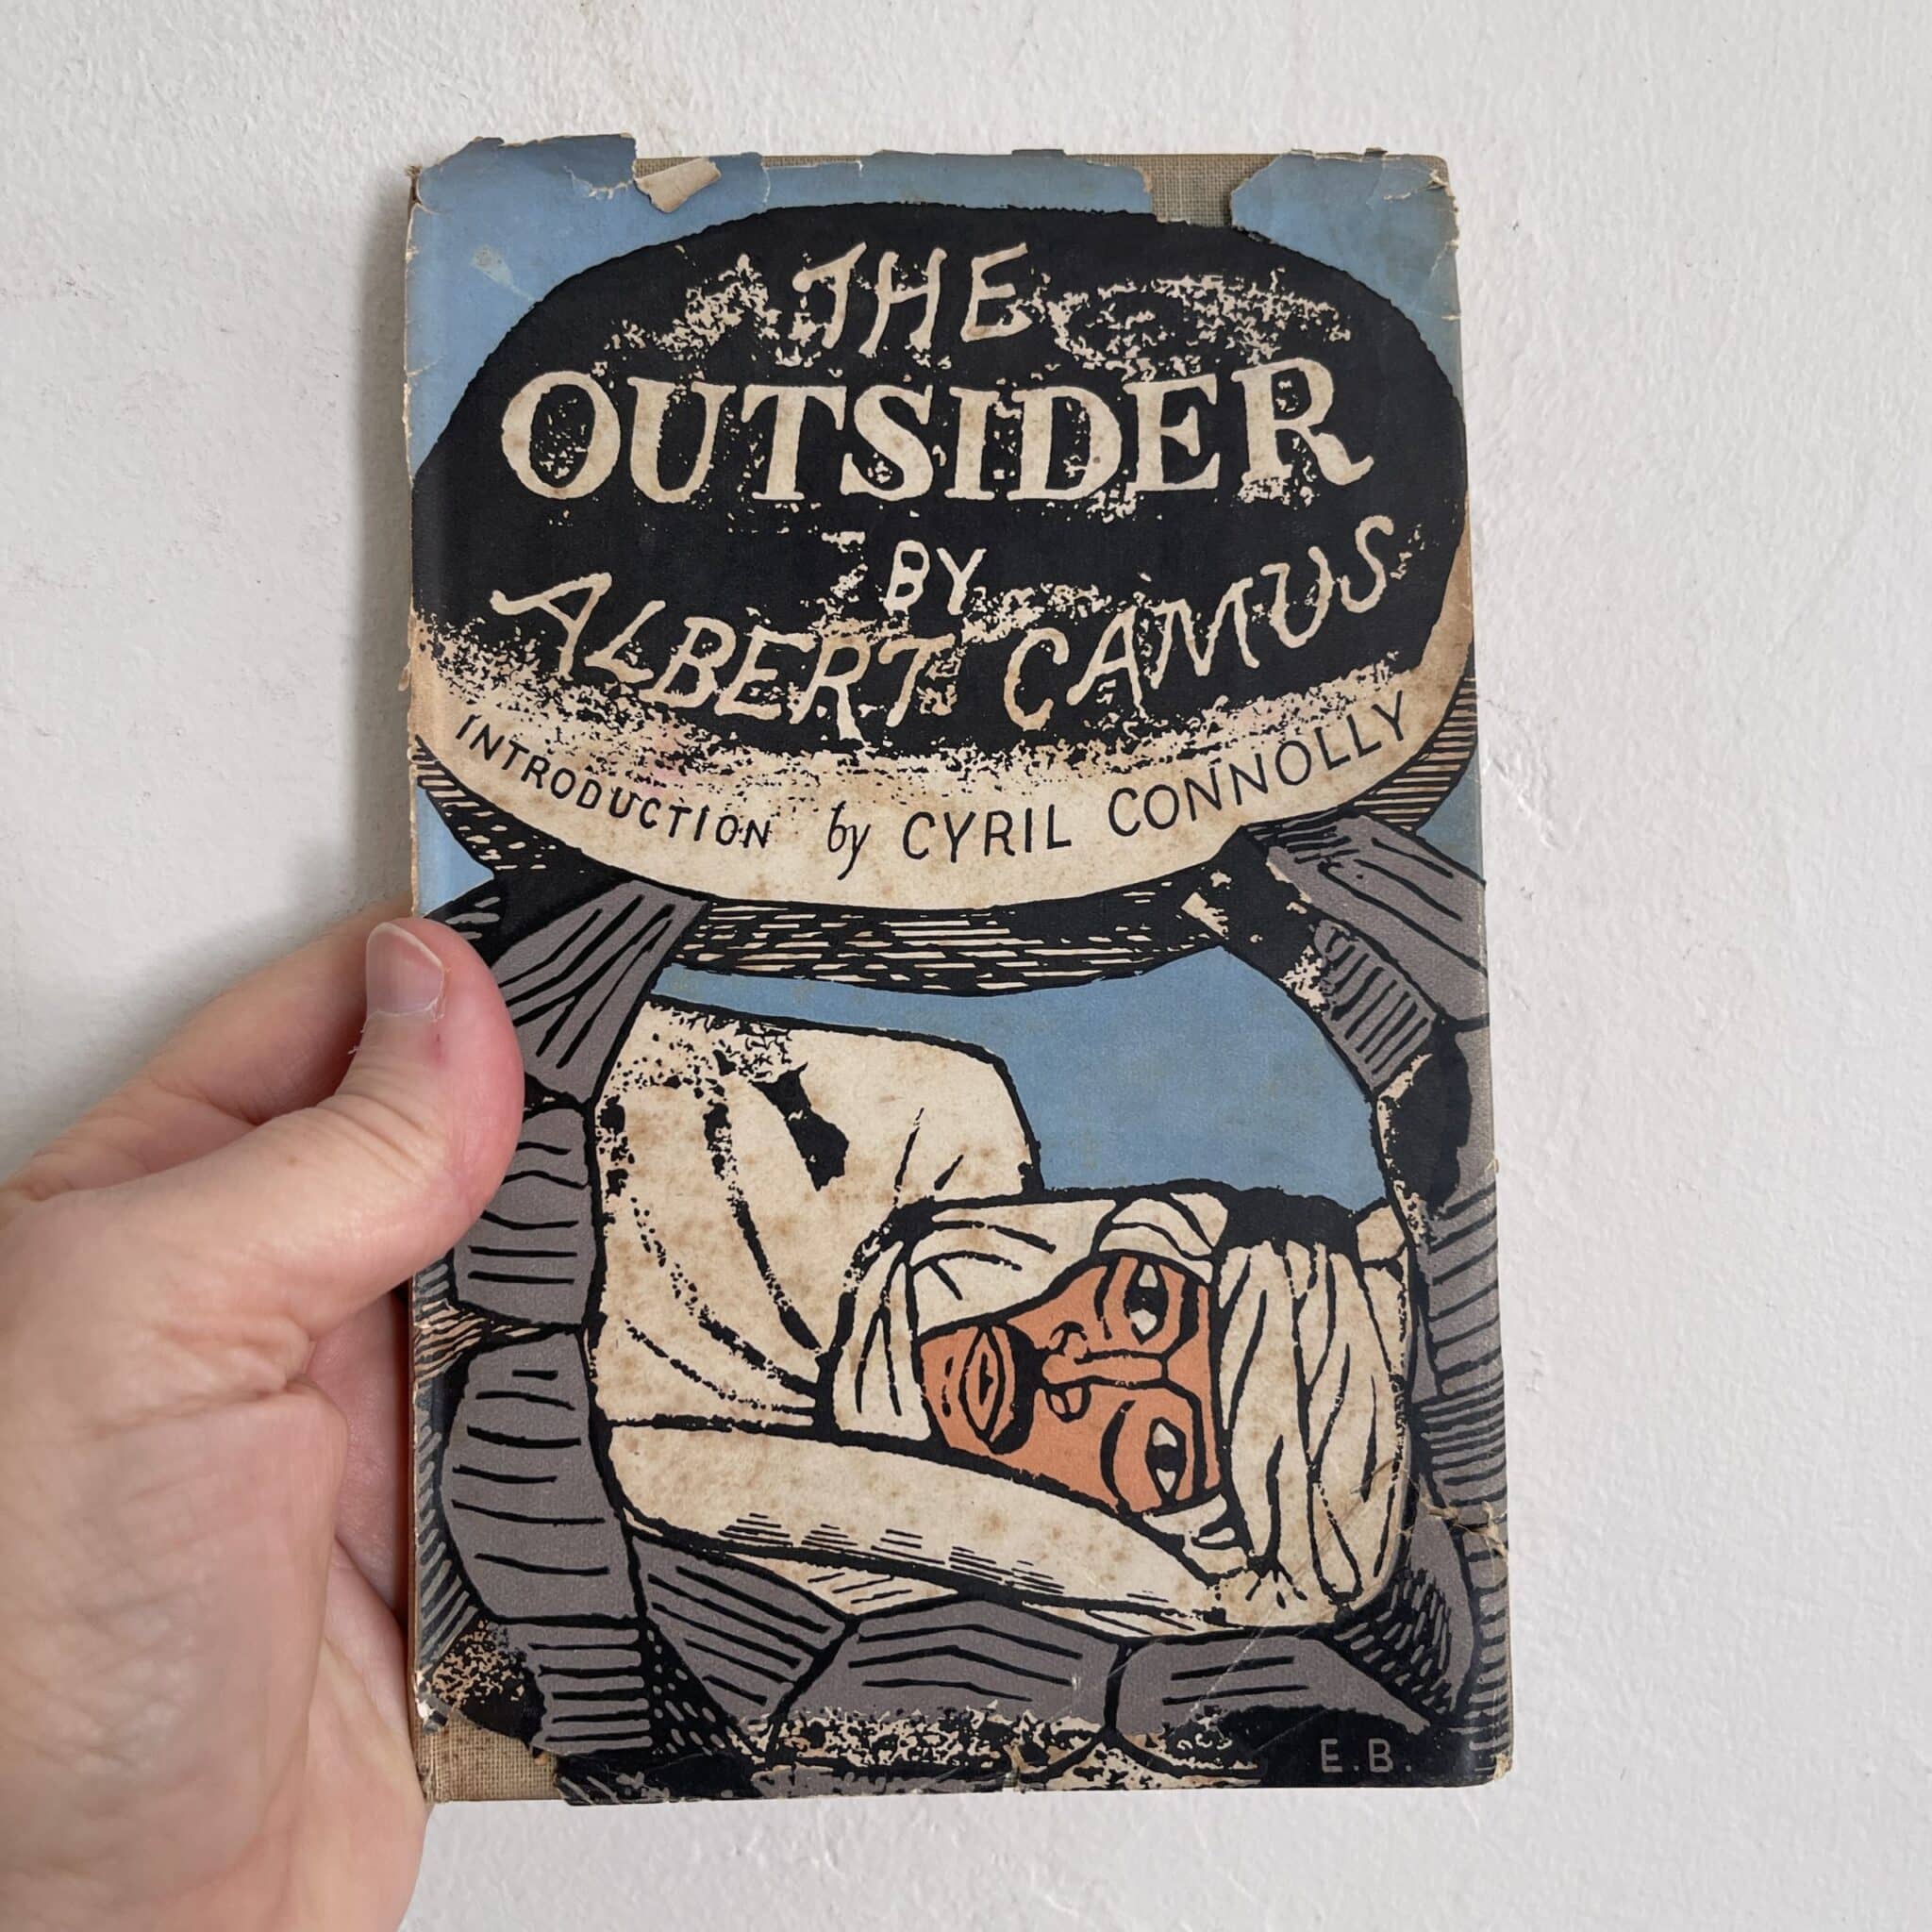 THE
OUTSIDER
BY
ALBERT CAMUS
INTRODUCTION by CYRIL CONNOLLY
E.B.